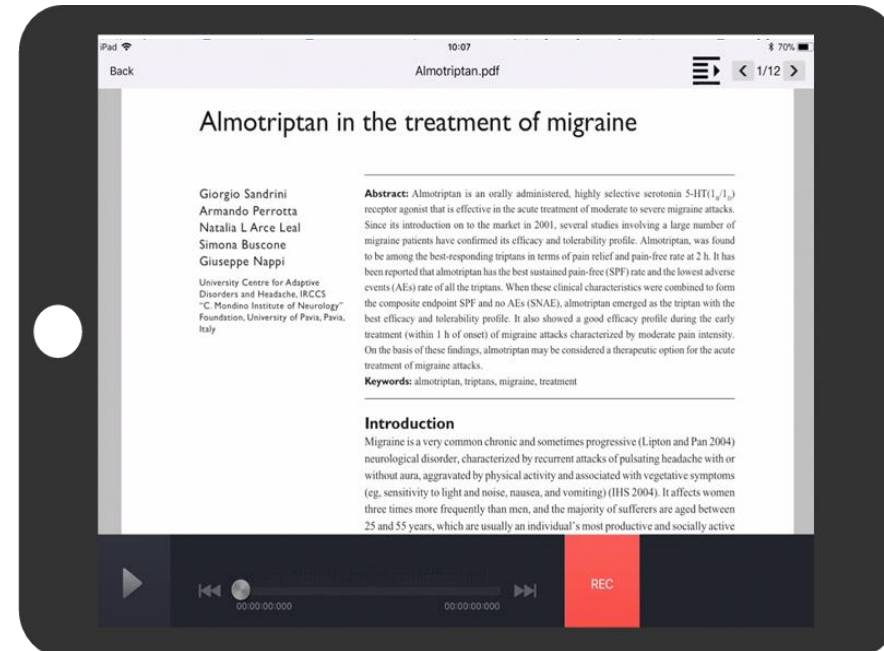 iPad 10:07 70%
Back Almotriptan.pdf 1/12
Almotriptan in the treatment of migraine
Giorgio Sandrini
Armando Perrotta
Natalia L Arce Leal
Simona Buscone
Giuseppe Nappi
University Centre for Adaptive
Disorders and Headache, IRCCS
“C. Mondino Institute of Neurology”
Foundation, University of Pavia, Pavia,
Italy
Abstract: Almotriptan is an orally administered, highly selective serotonin 5-HT(1B/1D)
receptor agonist that is effective in the acute treatment of moderate to severe migraine attacks.
Since its introduction on to the market in 2001, several studies involving a large number of
migraine patients have confirmed its efficacy and tolerability profile. Almotriptan, was found
to be among the best-responding triptans in terms of pain relief and pain-free rate at 2 h. It has
been reported that almotriptan has the best sustained pain-free (SPF) rate and the lowest adverse
events (AEs) rate of all the triptans. When these clinical characteristics were combined to form
the composite endpoint SPF and no AEs (SNAE), almotriptan emerged as the triptan with the
best efficacy and tolerability profile. It also showed a good efficacy profile during the early
treatment (within 1 h of onset) of migraine attacks characterized by moderate pain intensity.
On the basis of these findings, almotriptan may be considered a therapeutic option for the acute
treatment of migraine attacks.
Keywords: almotriptan, triptans, migraine, treatment
Introduction
Migraine is a very common chronic and sometimes progressive (Lipton and Pan 2004)
neurological disorder, characterized by recurrent attacks of pulsating headache with or
without aura, aggravated by physical activity and associated with vegetative symptoms
(eg, sensitivity to light and noise, nausea, and vomiting) (IHS 2004). It affects women
three times more frequently than men, and the majority of sufferers are aged between
25 and 55 years, which are usually an individual’s most productive and socially active
REC
00:00:00:000 00:00:00:000